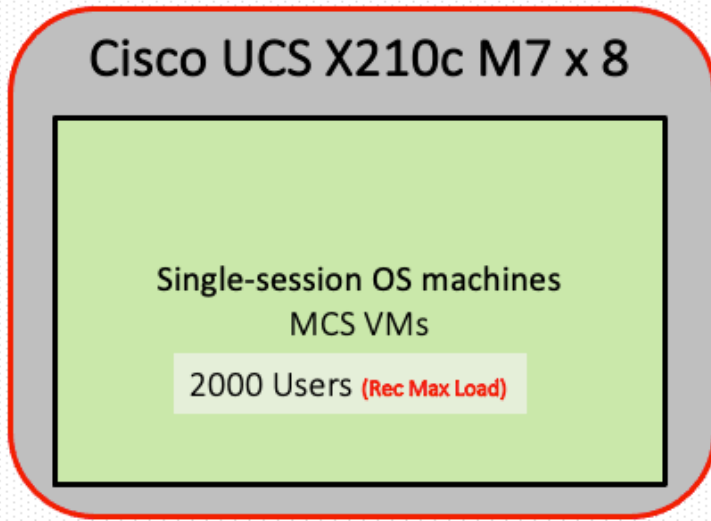 Cisco UCS X210c M7 x 8
Single-session OS machines
MCS VMs
2000 Users (Rec Max Load)